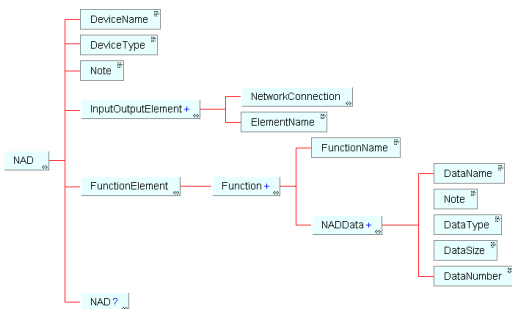 DeviceName
DeviceType
Note
InputOutputElement +
NetworkConnection
ElementName
FunctionName
NAD
FunctionElement
Function +
DataName
Note
NADData +
DataType
DataSize
DataNumber
NAD ?